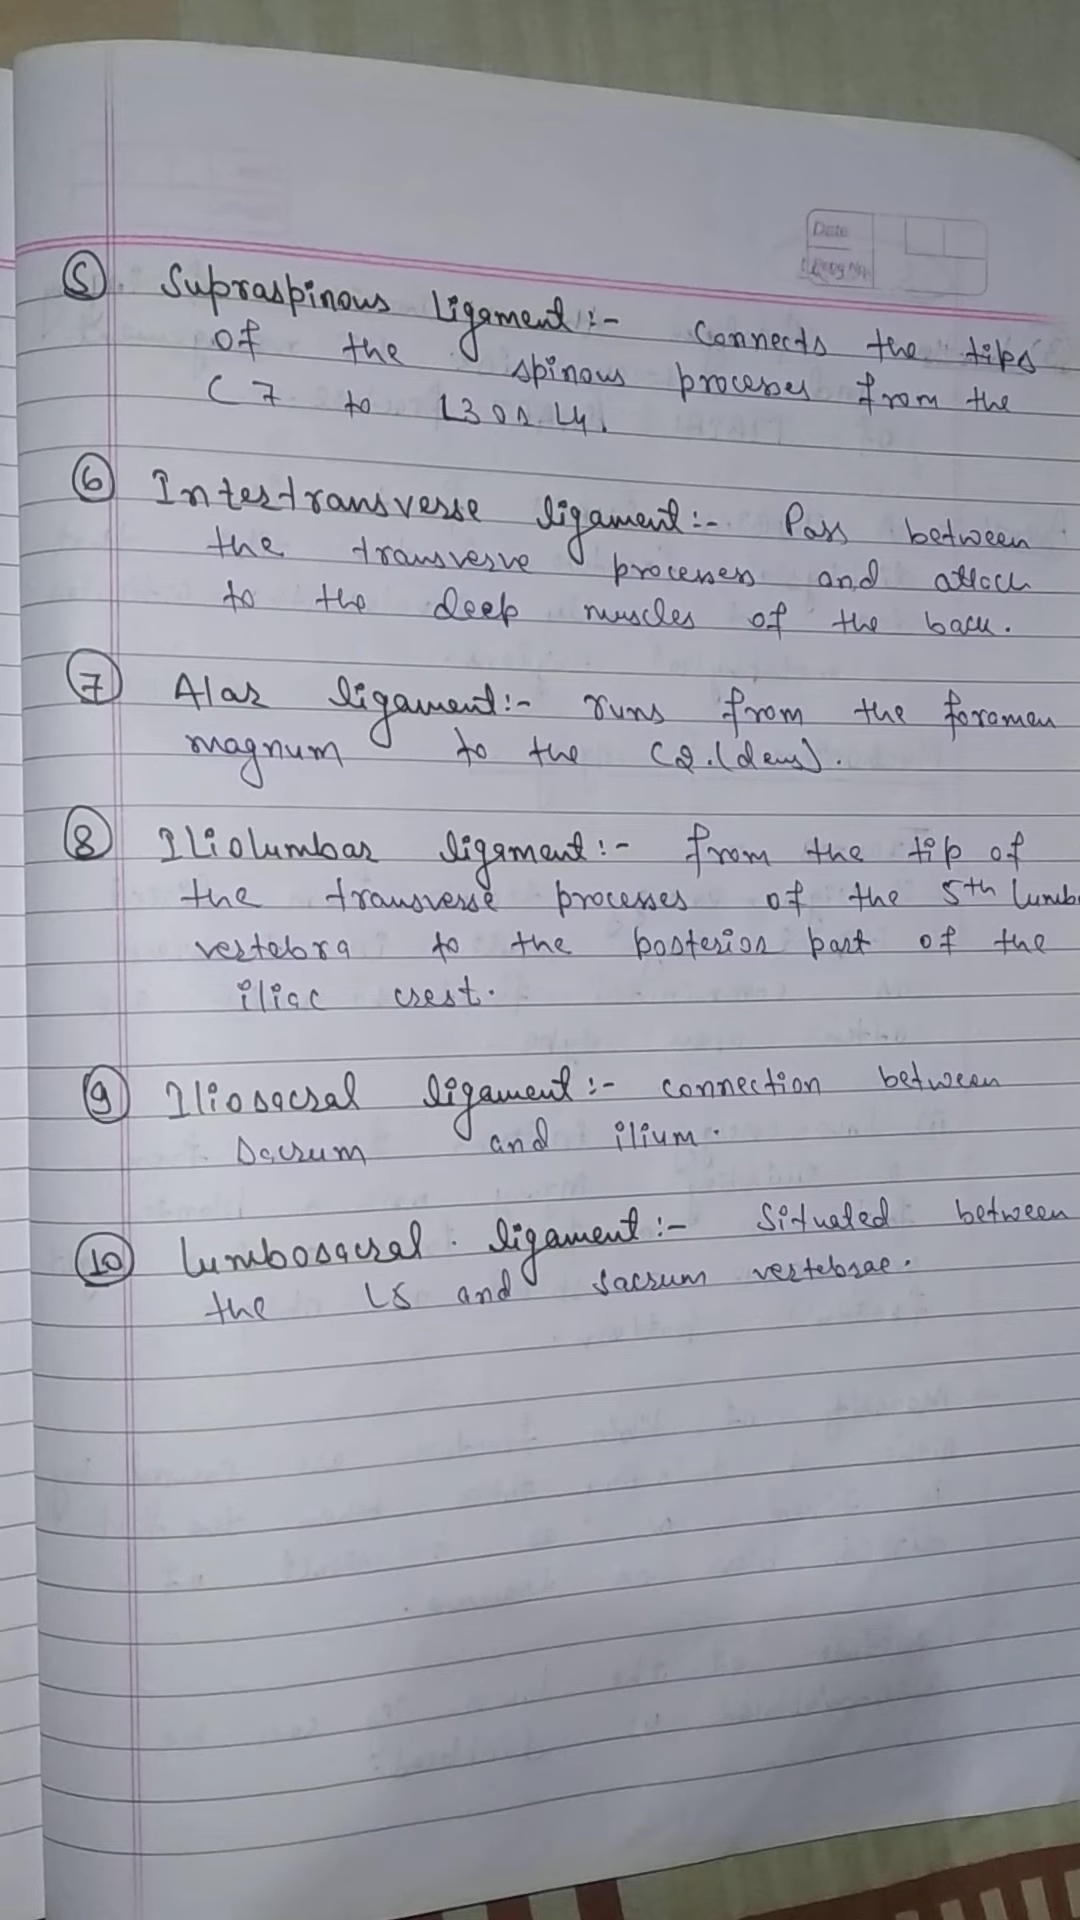 Date
Page No.
5 Supraspinous Ligament :- Connects the tips
of the spinous processes from the
C7 to L3 or L4.
6 Intertransverse ligament :- Pass between
the transverse processes and attach
to the deep muscles of the back.
7 Alar ligament :- runs from the foramen
magnum to the C2. (dens).
8 Iliolumbar ligament :- from the tip of
the transverse processes of the 5th lumb
vertebra to the posterior part of the
iliac crest.
9 Iliosacral ligament :- connection between
Sacrum and ilium.
10 Lumbosacral . ligament :- Situated between
the L5 and sacrum vertebrae.